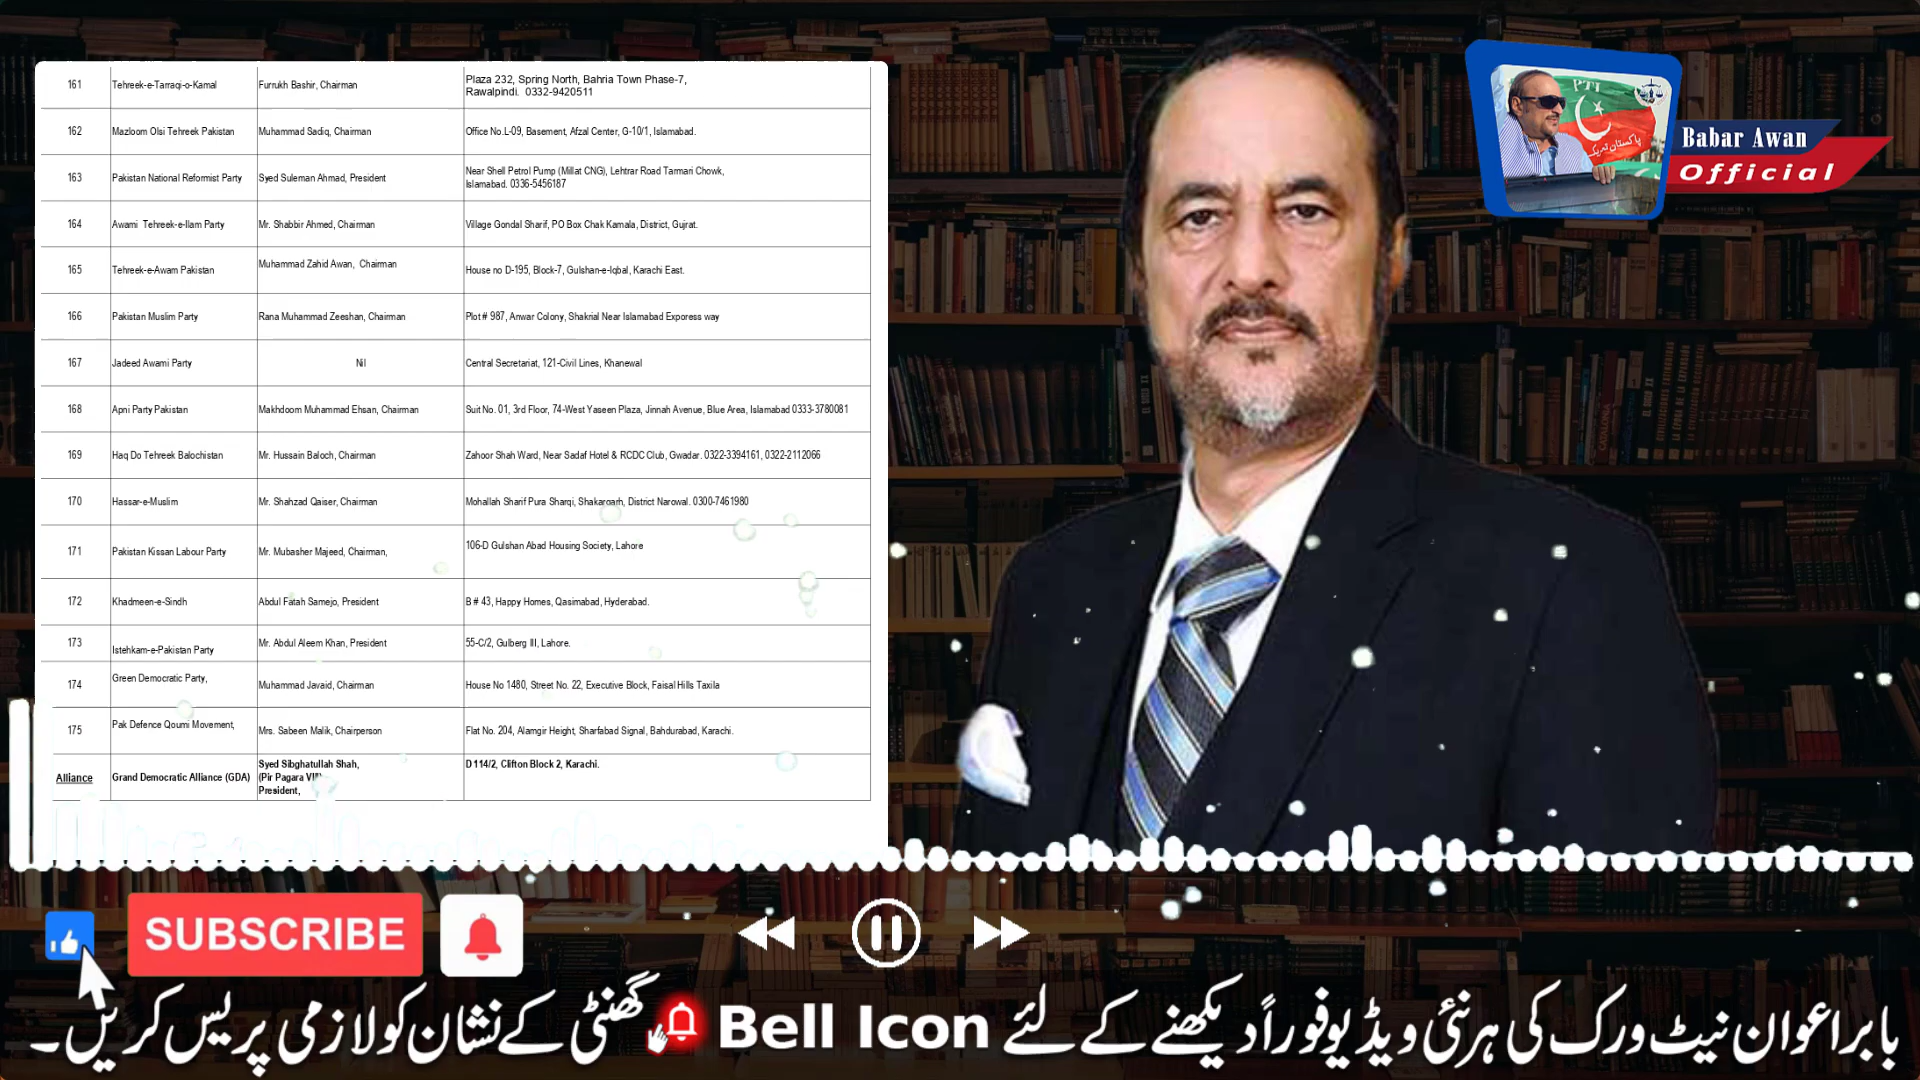 161 Tehreek-e-Tarraqi-o-Kamal Furrukh Bashir, Chairman Plaza 232, Spring North, Bahria Town Phase-7,
Rawalpindi. 0332-9420511
162 Mazloom Olsi Tehreek Pakistan Muhammad Sadiq, Chairman Office No.L-09, Basement, Afzal Center, G-10/1, Islamabad.
163 Pakistan National Reformist Party Syed Suleman Ahmad, President Near Shell Petrol Pump (Millat CNG), Lehtrar Road Tarmari Chowk,
Islamabad. 0336-5456187
164 Awami Tehreek-e-Ilam Party Mr. Shabbir Ahmed, Chairman Village Gondal Sharif, PO Box Chak Kamala, District, Gujrat.
165 Tehreek-e-Awam Pakistan Muhammad Zahid Awan, Chairman House no D-195, Block-7, Gulshan-e-Iqbal, Karachi East.
166 Pakistan Muslim Party Rana Muhammad Zeeshan, Chairman Plot # 987, Anwar Colony, Shakrial Near Islamabad Exporess way
167 Jadeed Awami Party Nil Central Secretariat, 121-Civil Lines, Khanewal
168 Apni Party Pakistan Makhdoom Muhammad Ehsan, Chairman Suit No. 01, 3rd Floor, 74-West Yaseen Plaza, Jinnah Avenue, Blue Area, Islamabad 0333-3780081
169 Haq Do Tehreek Balochistan Mr. Hussain Baloch, Chairman Zahoor Shah Ward, Near Sadaf Hotel & RCDC Club, Gwadar. 0322-3394161, 0322-2112066
170 Hassar-e-Muslim Mr. Shahzad Qaiser, Chairman Mohallah Sharif Pura Sharqi, Shakargarh, District Narowal. 0300-7461980
171 Pakistan Kissan Labour Party Mr. Mubasher Majeed, Chairman, 106-D Gulshan Abad Housing Society, Lahore
172 Khadmeen-e-Sindh Abdul Fatah Samejo, President B # 43, Happy Homes, Qasimabad, Hyderabad.
173 Istehkam-e-Pakistan Party Mr. Abdul Aleem Khan, President 55-C/2, Gulberg III, Lahore.
174 Green Democratic Party, Muhammad Javaid, Chairman House No 1480, Street No. 22, Executive Block, Faisal Hills Taxila
175 Pak Defence Qoumi Movement, Mrs. Sabeen Malik, Chairperson Flat No. 204, Alamgir Height, Sharfabad Signal, Bahdurabad, Karachi.
Alliance Grand Democratic Alliance (GDA) Syed Sibghatullah Shah, D 114/2, Clifton Block 2, Karachi.
(Pir Pagara VIII)
President,
PTI
پاکستان تحریک
Babar Awan
Official
SUBSCRIBE
بابر اعوان نیٹ ورک کی ہر نئی ویڈیو فوراً دیکھنے کے لئے Bell Icon گھنٹی کے نشان کو لازمی پریس کریں۔